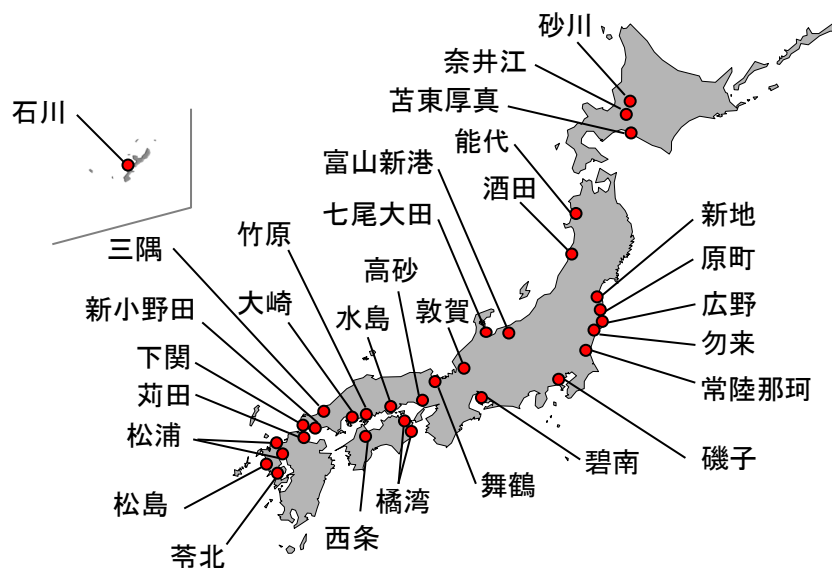 砂川
奈井江
苫東厚真
石川
能代
富山新港
酒田
七尾大田
新地
竹原
三隅
原町
高砂
新小野田
大崎
水島
敦賀
広野
勿来
下関
常陸那珂
苅田
松浦
碧南
磯子
舞鶴
松島
橘湾
西条
苓北